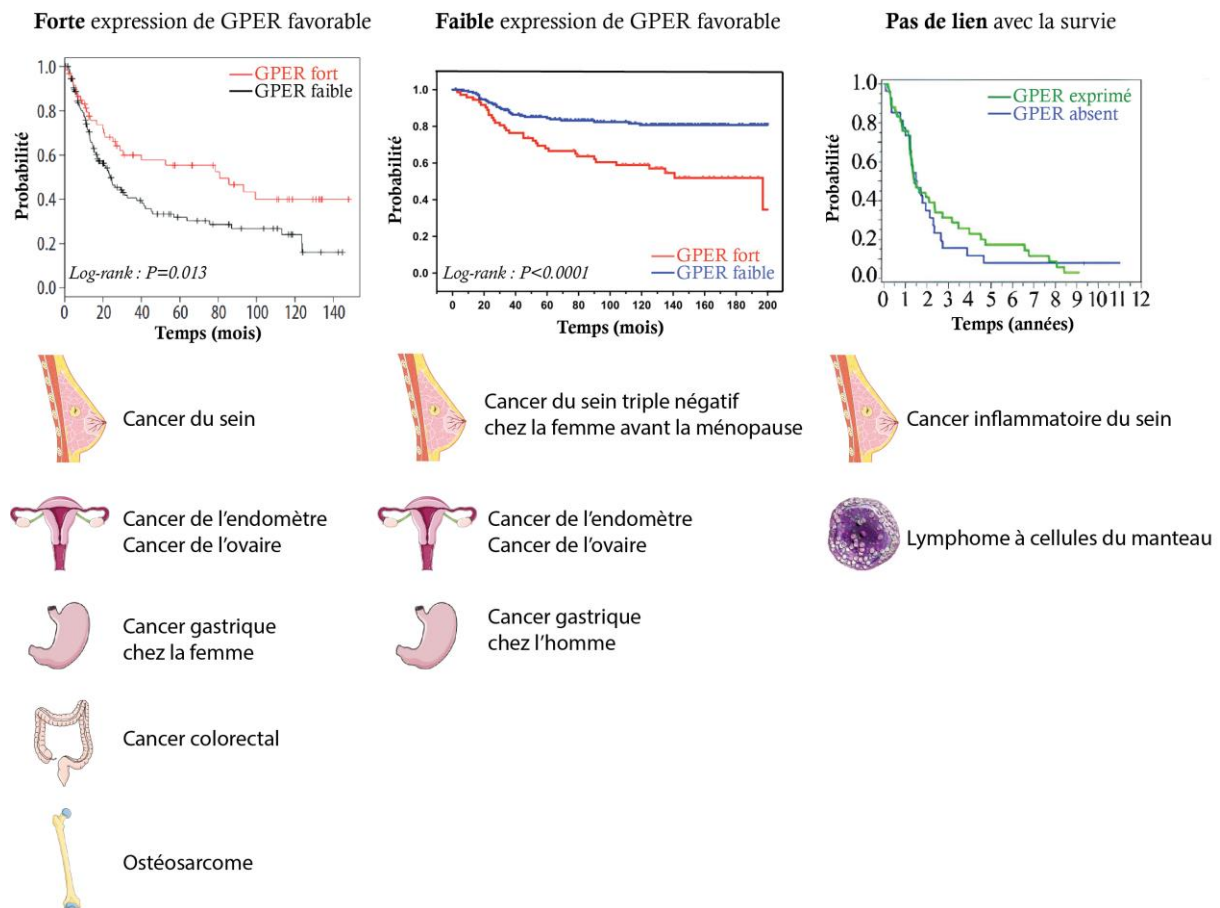 Forte expression de GPER favorable
Probabilité
1.0
0.8
0.6
0.4
0.2
0.0
GPER fort
GPER faible
Log-rank : P=0.013
0 20 40 60 80 100 120 140
Temps (mois)
Cancer du sein
Cancer de l'endomètre
Cancer de l'ovaire
Cancer gastrique
chez la femme
Cancer colorectal
Ostéosarcome
Faible expression de GPER favorable
Probabilité
1.0
0.8
0.6
0.4
0.2
0.0
GPER fort
GPER faible
Log-rank : P<0.0001
0 20 40 60 80 100 120 140 160 180 200
Temps (mois)
Cancer du sein triple négatif
chez la femme avant la ménopause
Cancer de l'endomètre
Cancer de l'ovaire
Cancer gastrique
chez l'homme
Pas de lien avec la survie
Probabilité
1.0
0.8
0.6
0.4
0.2
0.0
GPER exprimé
GPER absent
0 1 2 3 4 5 6 7 8 9 10 11 12
Temps (années)
Cancer inflammatoire du sein
Lymphome à cellules du manteau